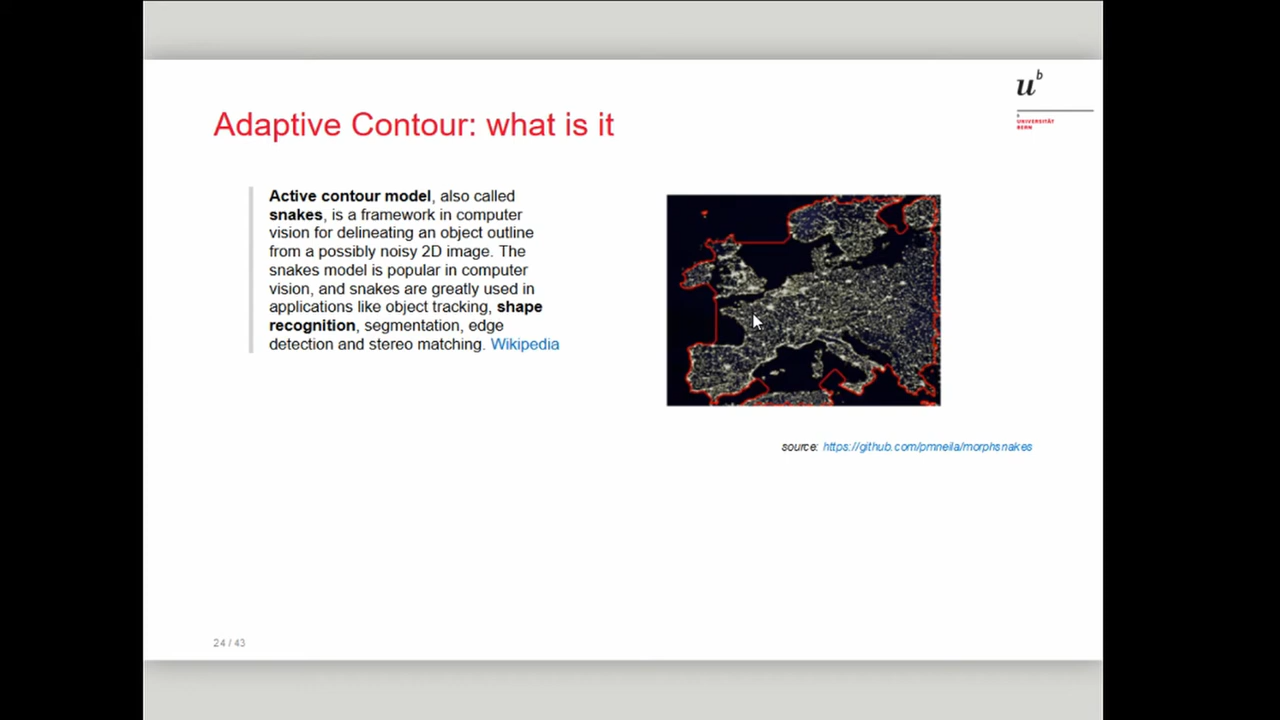 u
b
b
UNIVERSITÄT
BERN
Adaptive Contour: what is it
Active contour model, also called
snakes, is a framework in computer
vision for delineating an object outline
from a possibly noisy 2D image. The
snakes model is popular in computer
vision, and snakes are greatly used in
applications like object tracking, shape
recognition, segmentation, edge
detection and stereo matching. Wikipedia
source: https://github.com/pmneila/morphsnakes
24 / 43